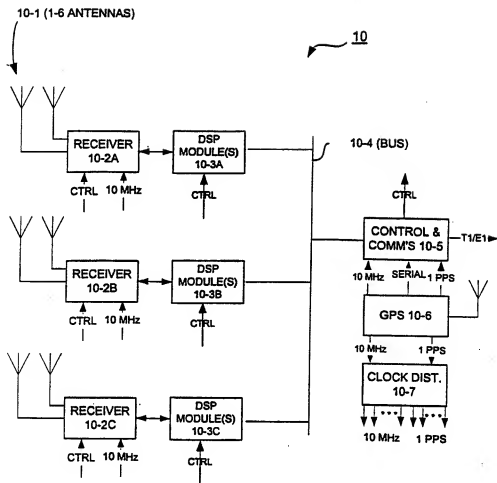 10-1 (1-6 ANTENNAS)
10
RECEIVER
10-2A
DSP
MODULE(S)
10-3A
10-4 (BUS)
CTRL
10 MHz
CTRL
CTRL
CONTROL &
COMM'S 10-5
T1/E1
RECEIVER
10-2B
DSP
MODULE(S)
10-3B
10 MHz
SERIAL
1 PPS
CTRL
10 MHz
CTRL
GPS 10-6
10 MHz
1 PPS
CLOCK DIST.
10-7
RECEIVER
10-2C
DSP
MODULE(S)
10-3C
10 MHz
1 PPS
CTRL
10 MHz
CTRL